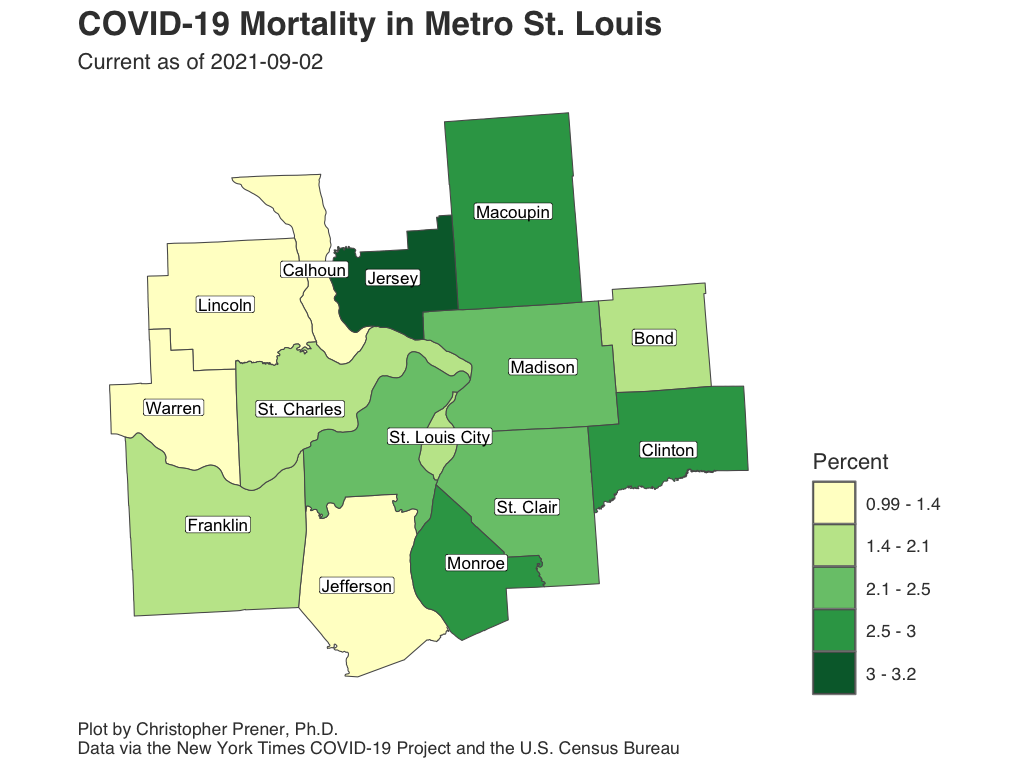 COVID-19 Mortality in Metro St. Louis
Current as of 2021-09-02
Macoupin
Calhoun
Jersey
Lincoln
Bond
Madison
Warren
St. Charles
St. Louis City
Clinton
St. Clair
Franklin
Monroe
Jefferson
Percent
0.99 - 1.4
1.4 - 2.1
2.1 - 2.5
2.5 - 3
3 - 3.2
Plot by Christopher Prener, Ph.D.
Data via the New York Times COVID-19 Project and the U.S. Census Bureau